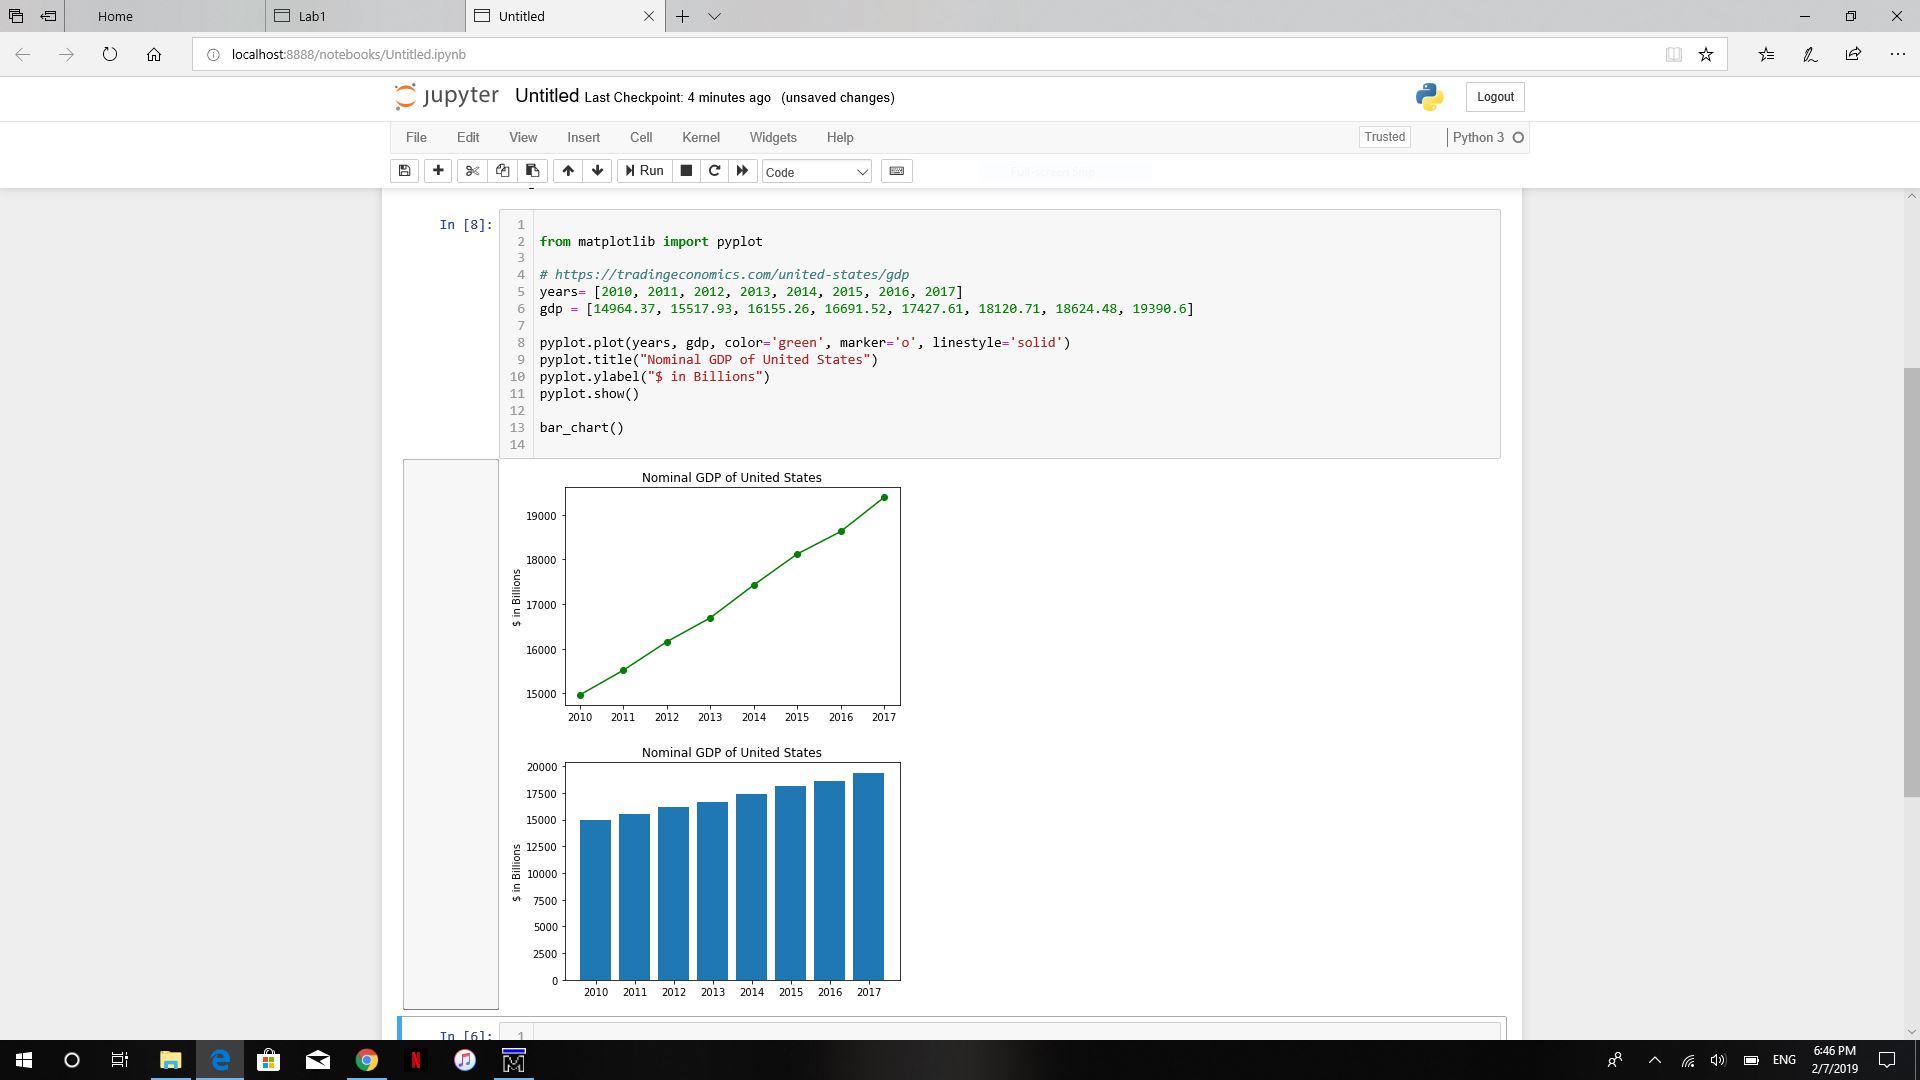 Home
Lab1
Untitled
localhost:8888/notebooks/Untitled.ipynb
jupyter Untitled Last Checkpoint: 4 minutes ago (unsaved changes)
Logout
File Edit View Insert Cell Kernel Widgets Help
Trusted
Python 3
Run
Code
Full-screen Snip
In [8]:
1
2 from matplotlib import pyplot
3
4 # https://tradingeconomics.com/united-states/gdp
5 years= [2010, 2011, 2012, 2013, 2014, 2015, 2016, 2017]
6 gdp = [14964.37, 15517.93, 16155.26, 16691.52, 17427.61, 18120.71, 18624.48, 19390.6]
7
8 pyplot.plot(years, gdp, color='green', marker='o', linestyle='solid')
9 pyplot.title("Nominal GDP of United States")
10 pyplot.ylabel("$ in Billions")
11 pyplot.show()
12
13 bar_chart()
14
Nominal GDP of United States
19000
18000
17000
16000
15000
$ in Billions
2010 2011 2012 2013 2014 2015 2016 2017
Nominal GDP of United States
20000
17500
15000
12500
10000
7500
5000
2500
0
$ in Billions
2010 2011 2012 2013 2014 2015 2016 2017
In [6]:
1
ENG
6:46 PM
2/7/2019